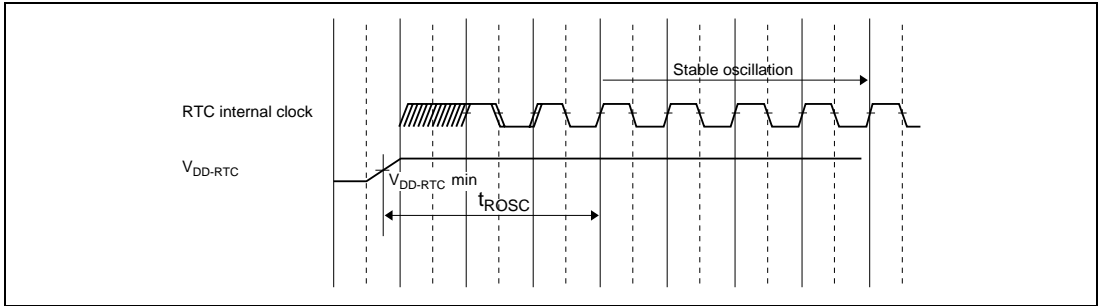 Stable oscillation
RTC internal clock
VDD-RTC
VDD-RTC min
tROSC